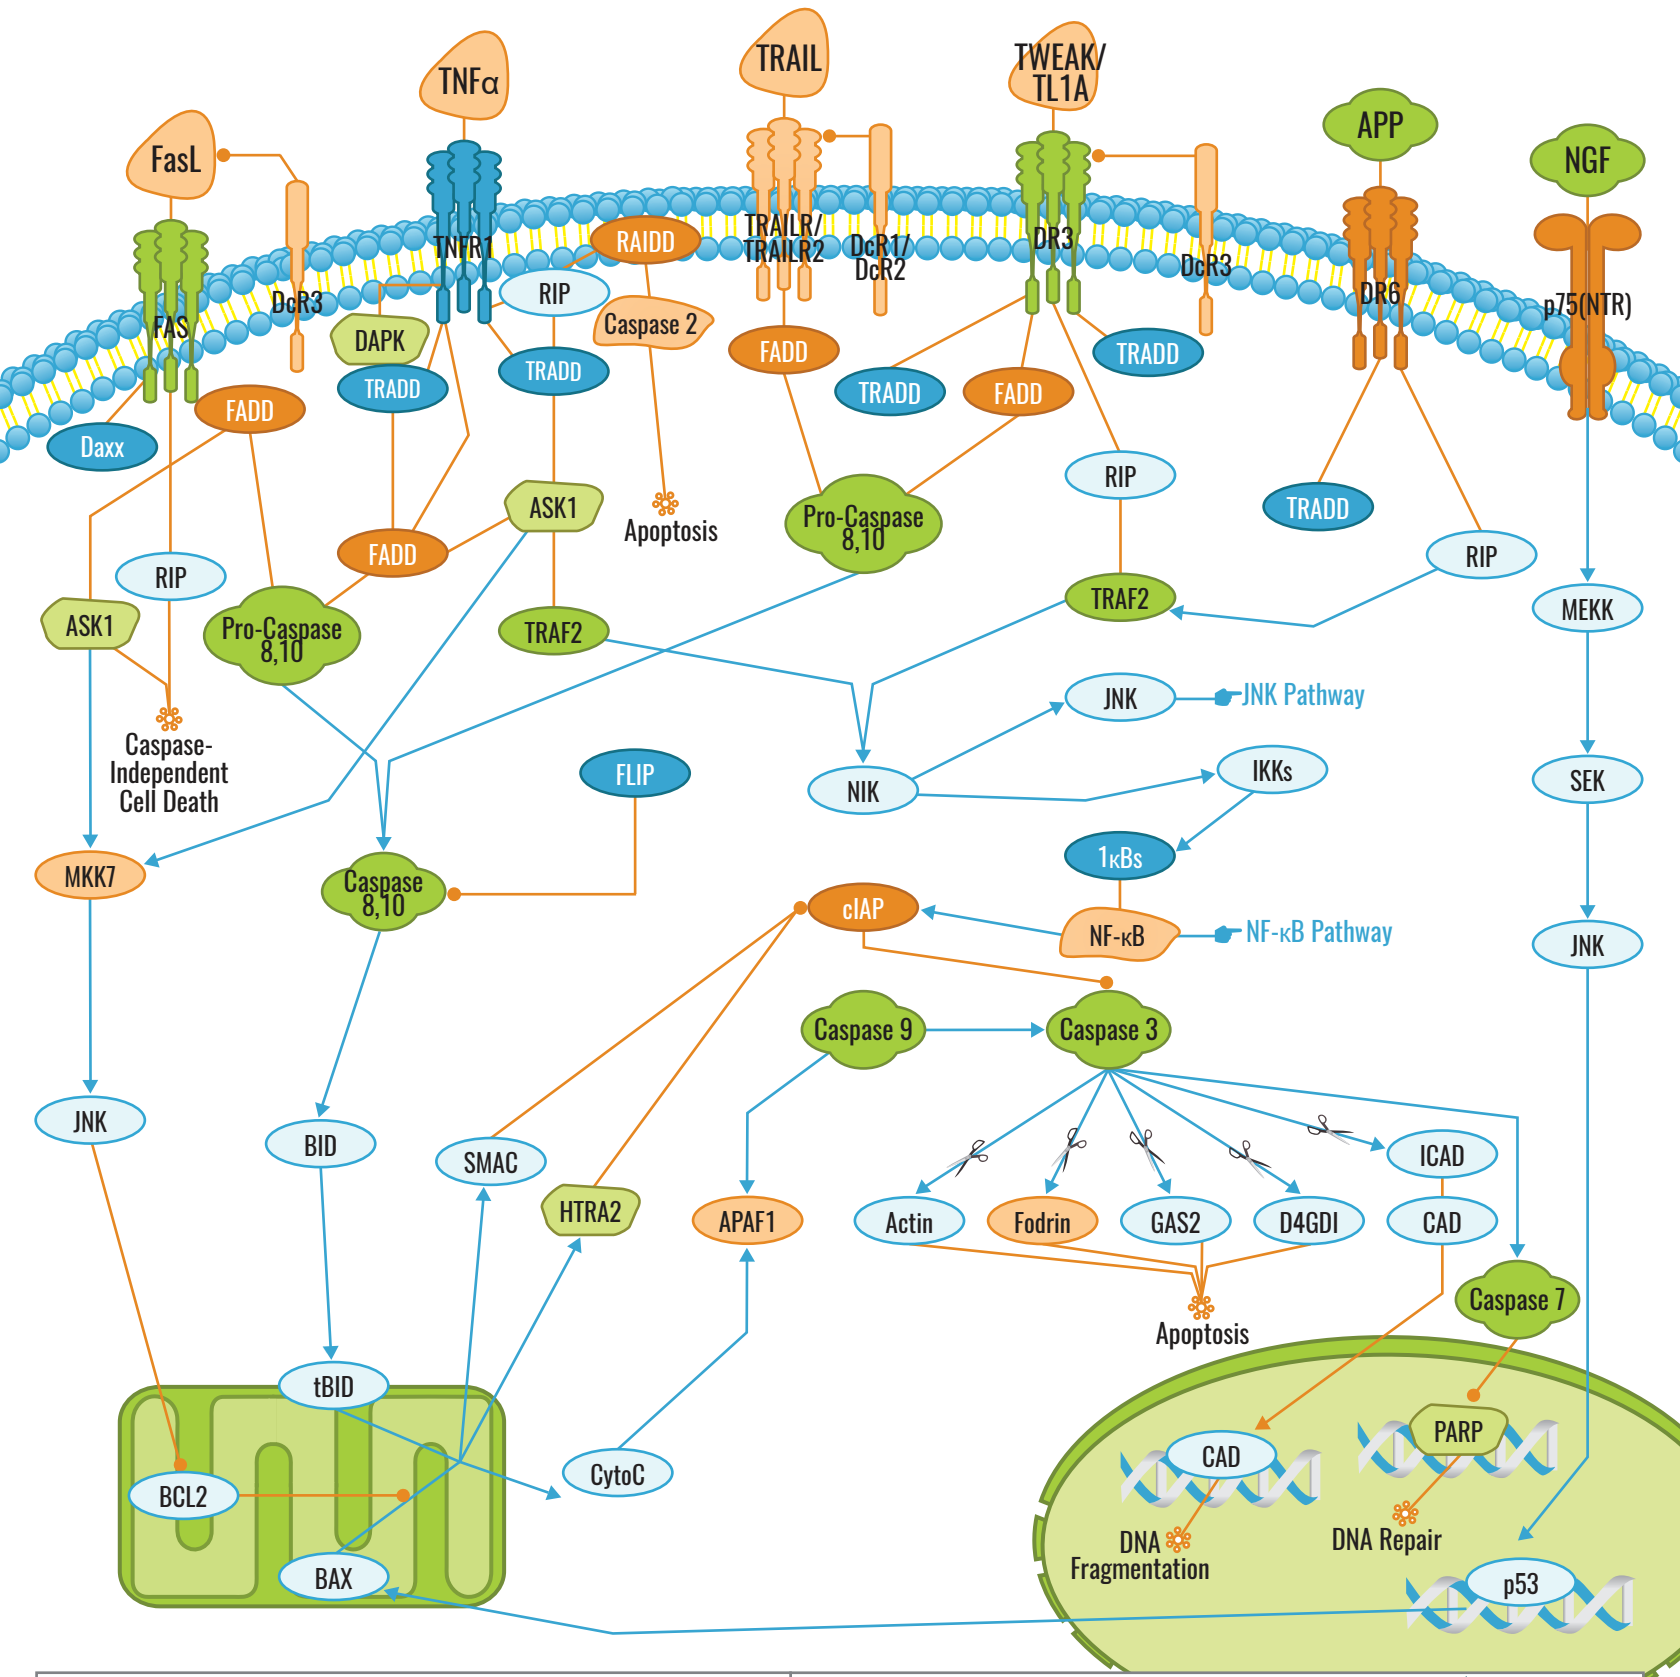 TRAIL
TWEAK/
TL1A
TNFα
APP
FasL
NGF
RAIDD
TRAILR/
TRAILR2
DcR1/
DcR2
DR3
DcR3
TNFR1
RIP
DcR3
DR6
p75(NTR)
FAS
DAPK
Caspase 2
FADD
TRADD
TRADD
TRADD
TRADD
FADD
FADD
Daxx
RIP
ASK1
TRADD
Pro-Caspase
8,10
Apoptosis
FADD
RIP
RIP
TRAF2
MEKK
ASK1
Pro-Caspase
8,10
TRAF2
JNK
JNK Pathway
Caspase-
Independent
Cell Death
FLIP
NIK
IKKs
SEK
1κBs
MKK7
Caspase
8,10
cIAP
NF-κB
NF-κB Pathway
JNK
Caspase 9
Caspase 3
JNK
BID
SMAC
ICAD
HTRA2
APAF1
Actin
Fodrin
GAS2
D4GDI
CAD
Caspase 7
Apoptosis
tBID
PARP
CAD
CytoC
BCL2
DNA
Fragmentation
DNA Repair
BAX
p53